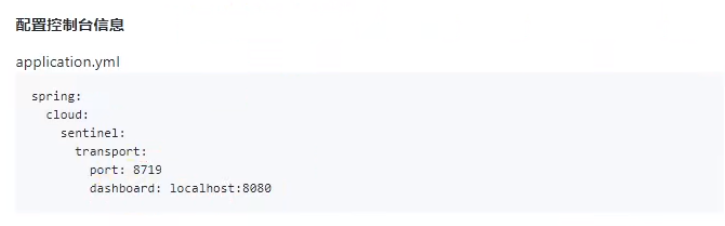 配置控制台信息
application.yml
spring:
  cloud:
    sentinel:
      transport:
        port: 8719
        dashboard: localhost:8080